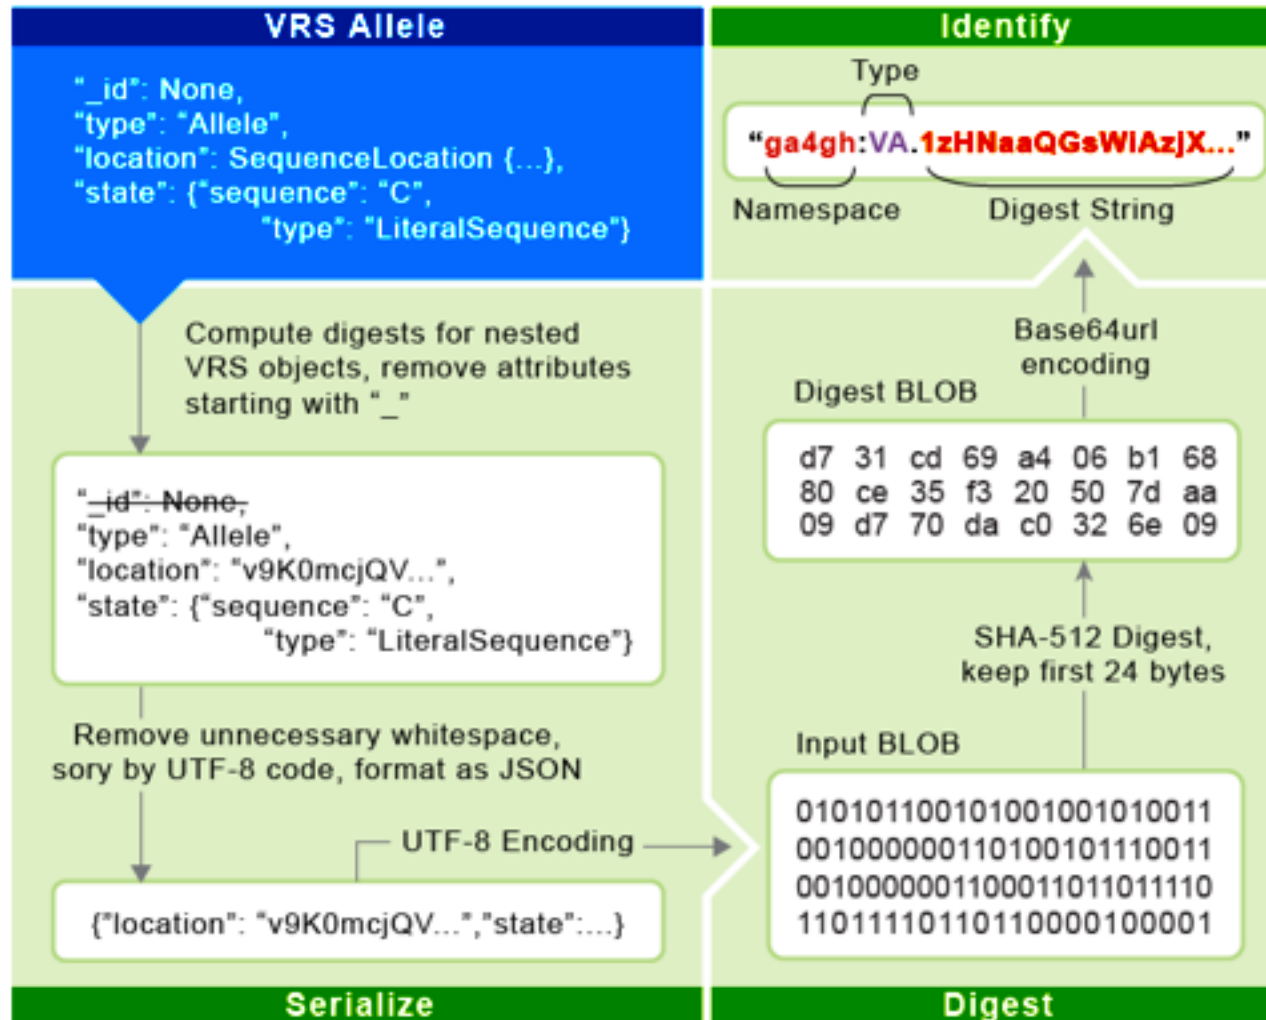 VRS Allele
"_id": None,
"type": "Allele",
"location": SequenceLocation {...},
"state": {"sequence": "C",
"type": "LiteralSequence"}
Compute digests for nested
VRS objects, remove attributes
starting with "_"
"_id": None,
"type": "Allele",
"location": "v9K0mcjQV...",
"state": {"sequence": "C",
"type": "LiteralSequence"}
Remove unnecessary whitespace,
sory by UTF-8 code, format as JSON
UTF-8 Encoding
{"location": "v9K0mcjQV...","state":...}
Serialize
Identify
Type
"ga4gh:VA.1zHNaaQGsWIAzjX..."
Namespace
Digest String
Base64url
encoding
Digest BLOB
d7 31 cd 69 a4 06 b1 68
80 ce 35 f3 20 50 7d aa
09 d7 70 da c0 32 6e 09
SHA-512 Digest,
keep first 24 bytes
Input BLOB
010101100101001001010011
001000000110100101110011
001000000110001101101110
11011110110110000100001
Digest